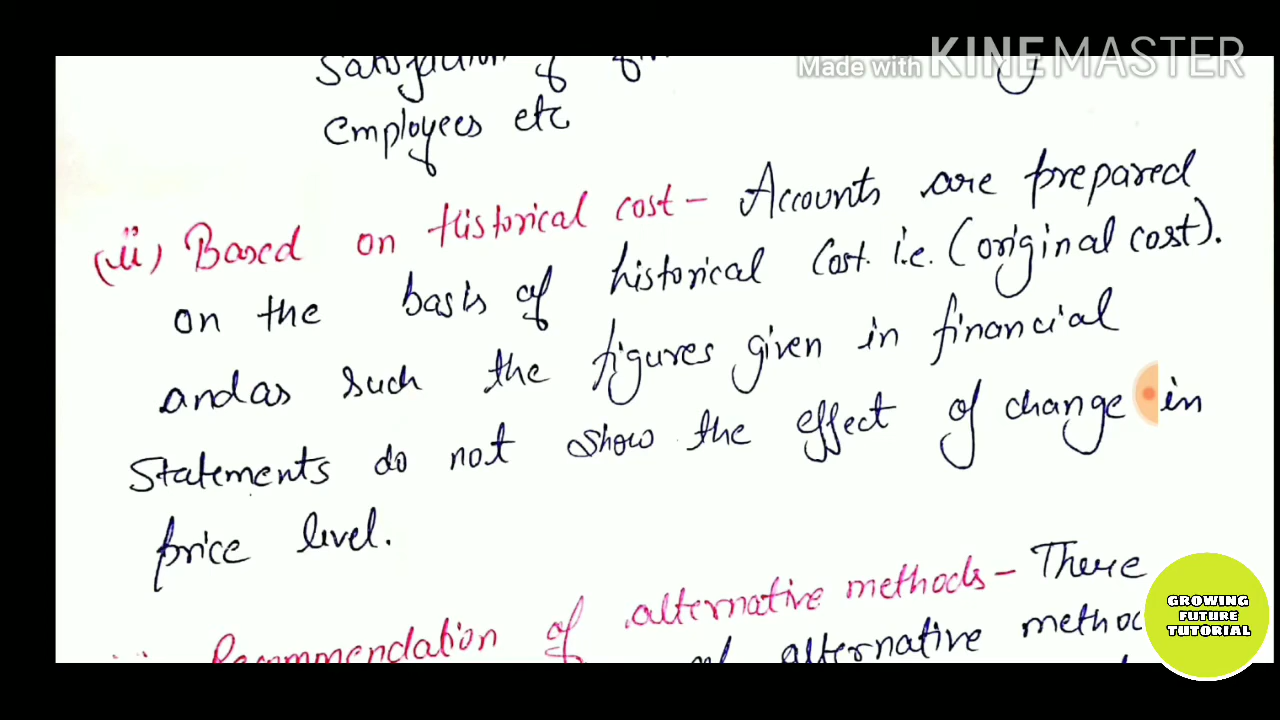 Made with KINEMASTER
Satisfaction of
employees etc
(ii) Based on Historical cost - Accounts are prepared
on the basis of historical cost i.e. (original cost).
and as such the figures given in financial
statements do not show the effect of change in
price level.
Recommendation of alternative methods - There
alternative
GROWING
FUTURE
TUTORIAL